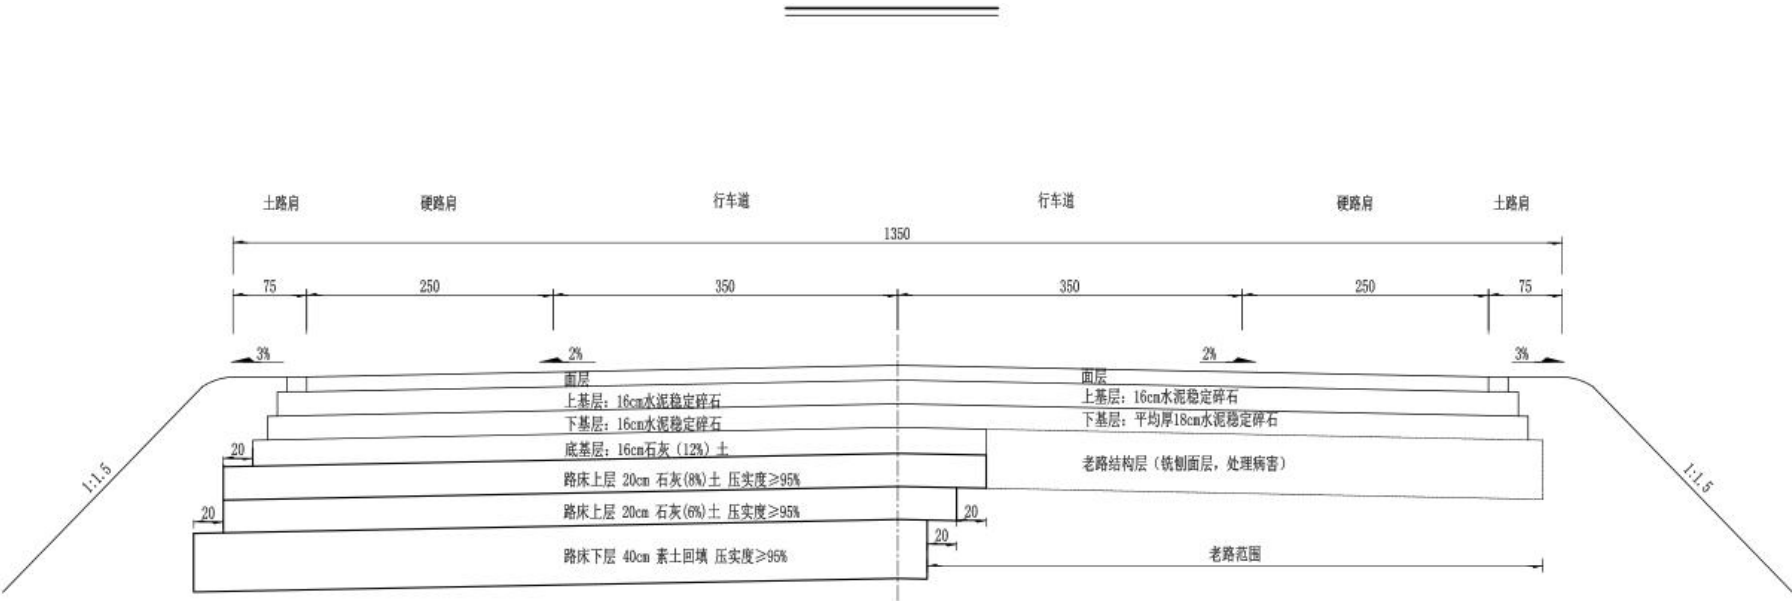 土路肩 硬路肩 行车道 行车道 硬路肩 土路肩
1350
75 250 350 350 250 75
3% 2% 2% 3%
面层 面层
上基层：16cm水泥稳定碎石 上基层：16cm水泥稳定碎石
下基层：16cm水泥稳定碎石 下基层：平均厚18cm水泥稳定碎石
20 底基层：16cm石灰（12%）土
老路结构层（铣刨面层，处理病害）
1:1.5 1:1.5
路床上层 20cm 石灰(8%)土 压实度≥95%
20 路床上层 20cm 石灰(6%)土 压实度≥95% 20
20
路床下层 40cm 素土回填 压实度≥95% 老路范围